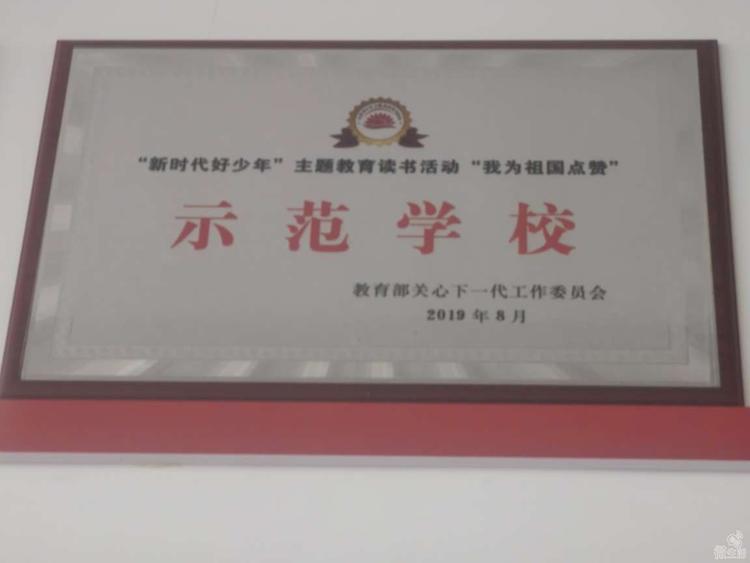 “新时代好少年”主题教育读书活动“我为祖国点赞”
示范学校
教育部关心下一代工作委员会
2019年8月